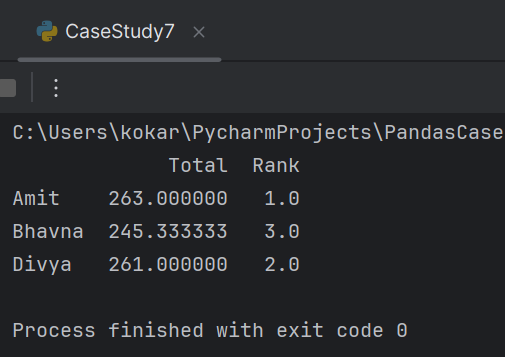 CaseStudy7
C:\Users\kokar\PycharmProjects\PandasCase
Total Rank
Amit 263.000000 1.0
Bhavna 245.333333 3.0
Divya 261.000000 2.0
Process finished with exit code 0